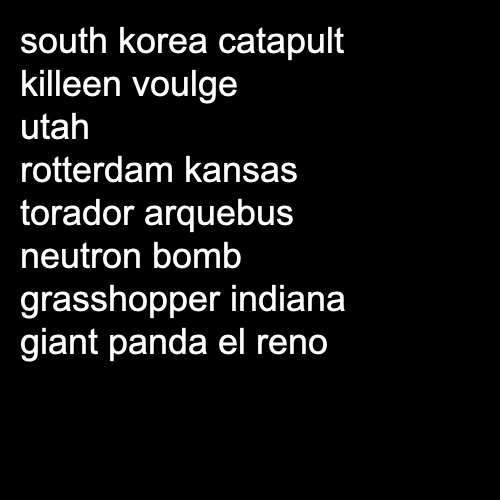 south korea catapult
killeen voulge
utah
rotterdam kansas
torador arquebus
neutron bomb
grasshopper indiana
giant panda el reno